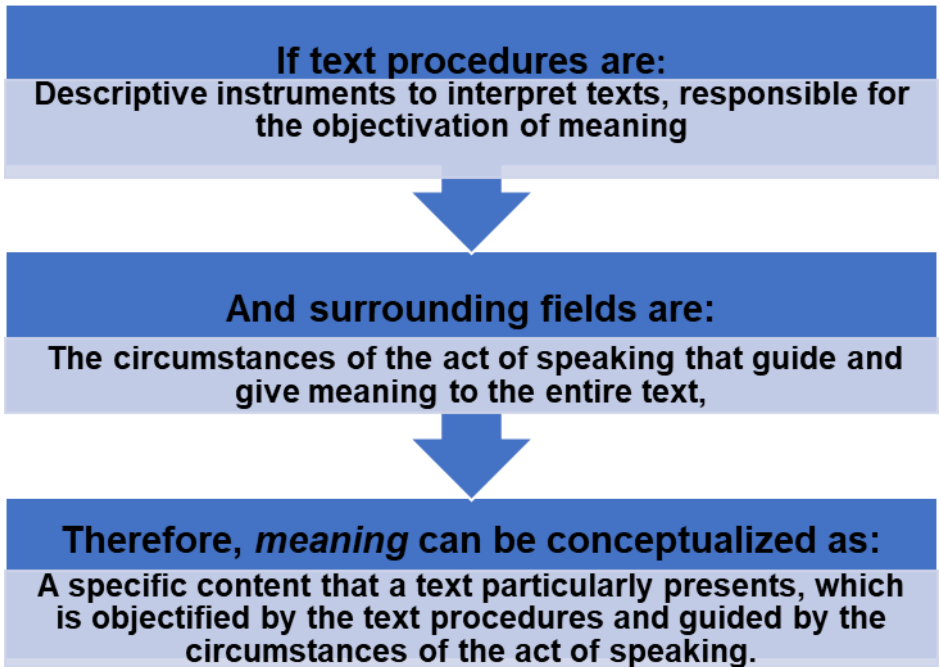 If text procedures are:
Descriptive instruments to interpret texts, responsible for
the objectivation of meaning
And surrounding fields are:
The circumstances of the act of speaking that guide and
give meaning to the entire text,
Therefore, meaning can be conceptualized as:
A specific content that a text particularly presents, which
is objectified by the text procedures and guided by the
circumstances of the act of speaking.